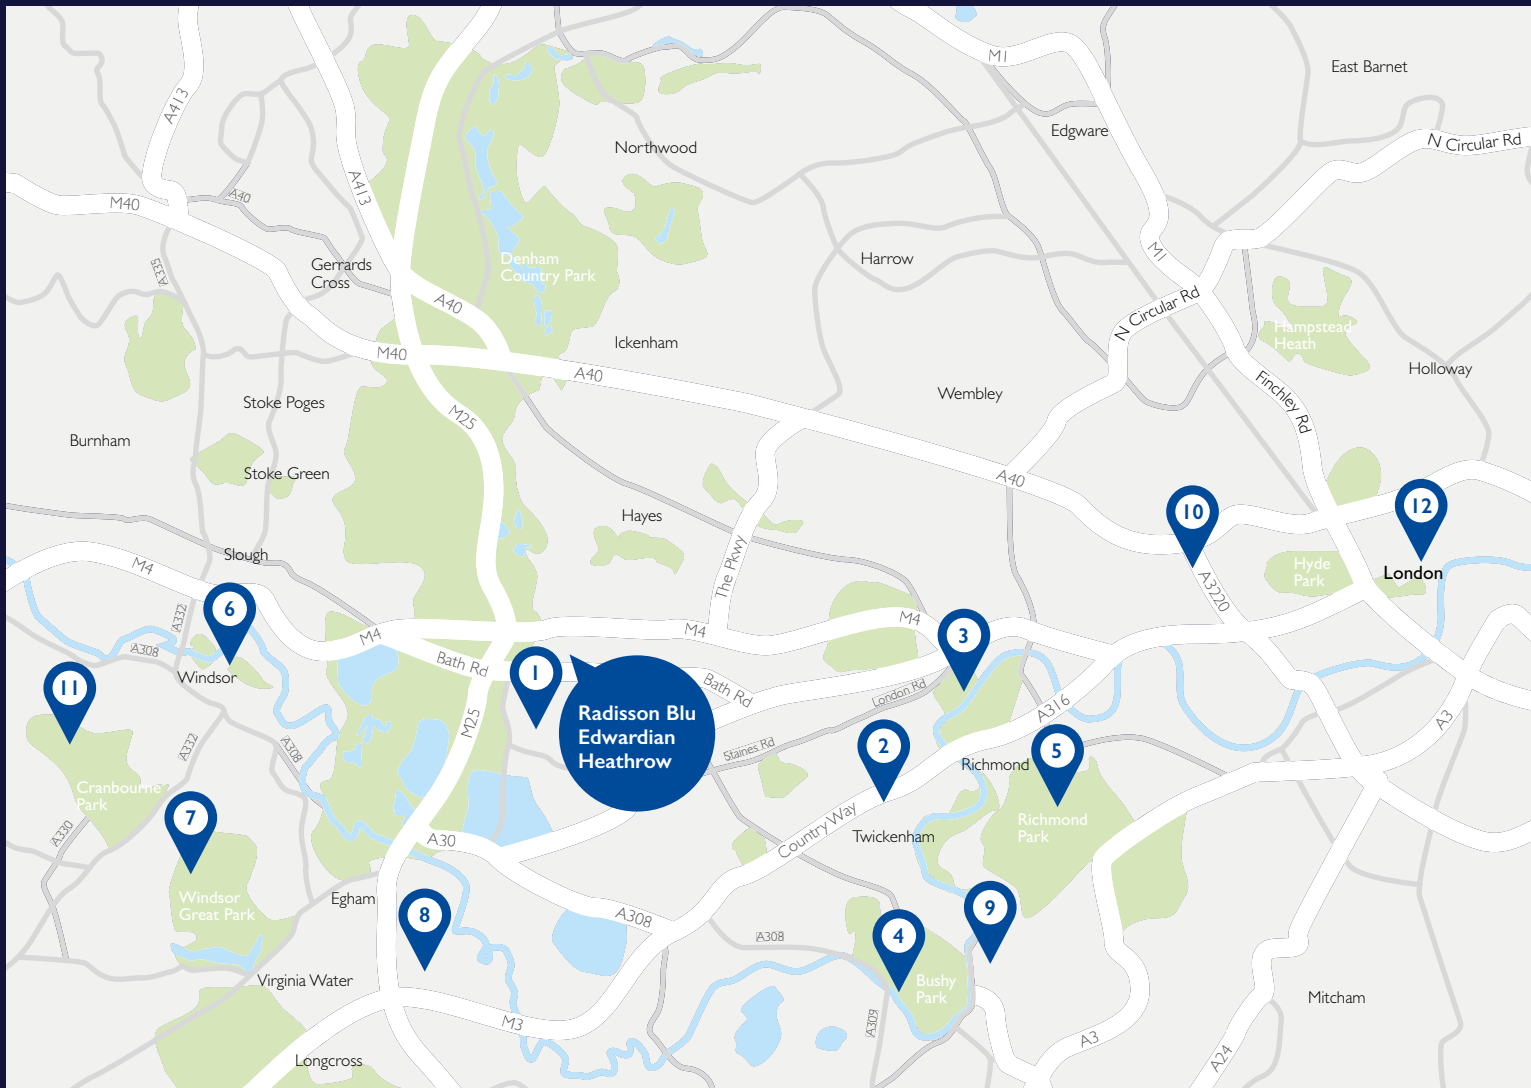 M1
East Barnet
A413
Edgware
N Circular Rd
Northwood
A413
A40
M40
M1
Harrow
Denham
Country Park
Gerrards
Cross
A335
A40
N Circular Rd
Hampstead
Heath
Ickenham
M40
A40
Holloway
Finchley Rd
Wembley
Stoke Poges
M25
Burnham
Stoke Green
A40
12
10
Hayes
Slough
M4
The Pkwy
Hyde
Park
London
A3220
6
A332
M4
M4
M4
3
A308
Bath Rd
1
Windsor
11
Bath Rd
London Rd
A316
Radisson Blu
Edwardian
Heathrow
M25
A3
A332
A308
Staines Rd
2
5
Richmond
Cranbourne
Park
7
A330
A30
Country Way
Twickenham
Richmond
Park
Windsor
Great Park
Egham
8
A308
9
4
A308
Bushy
Park
Virginia Water
Mitcham
M3
A309
A3
A24
Longcross